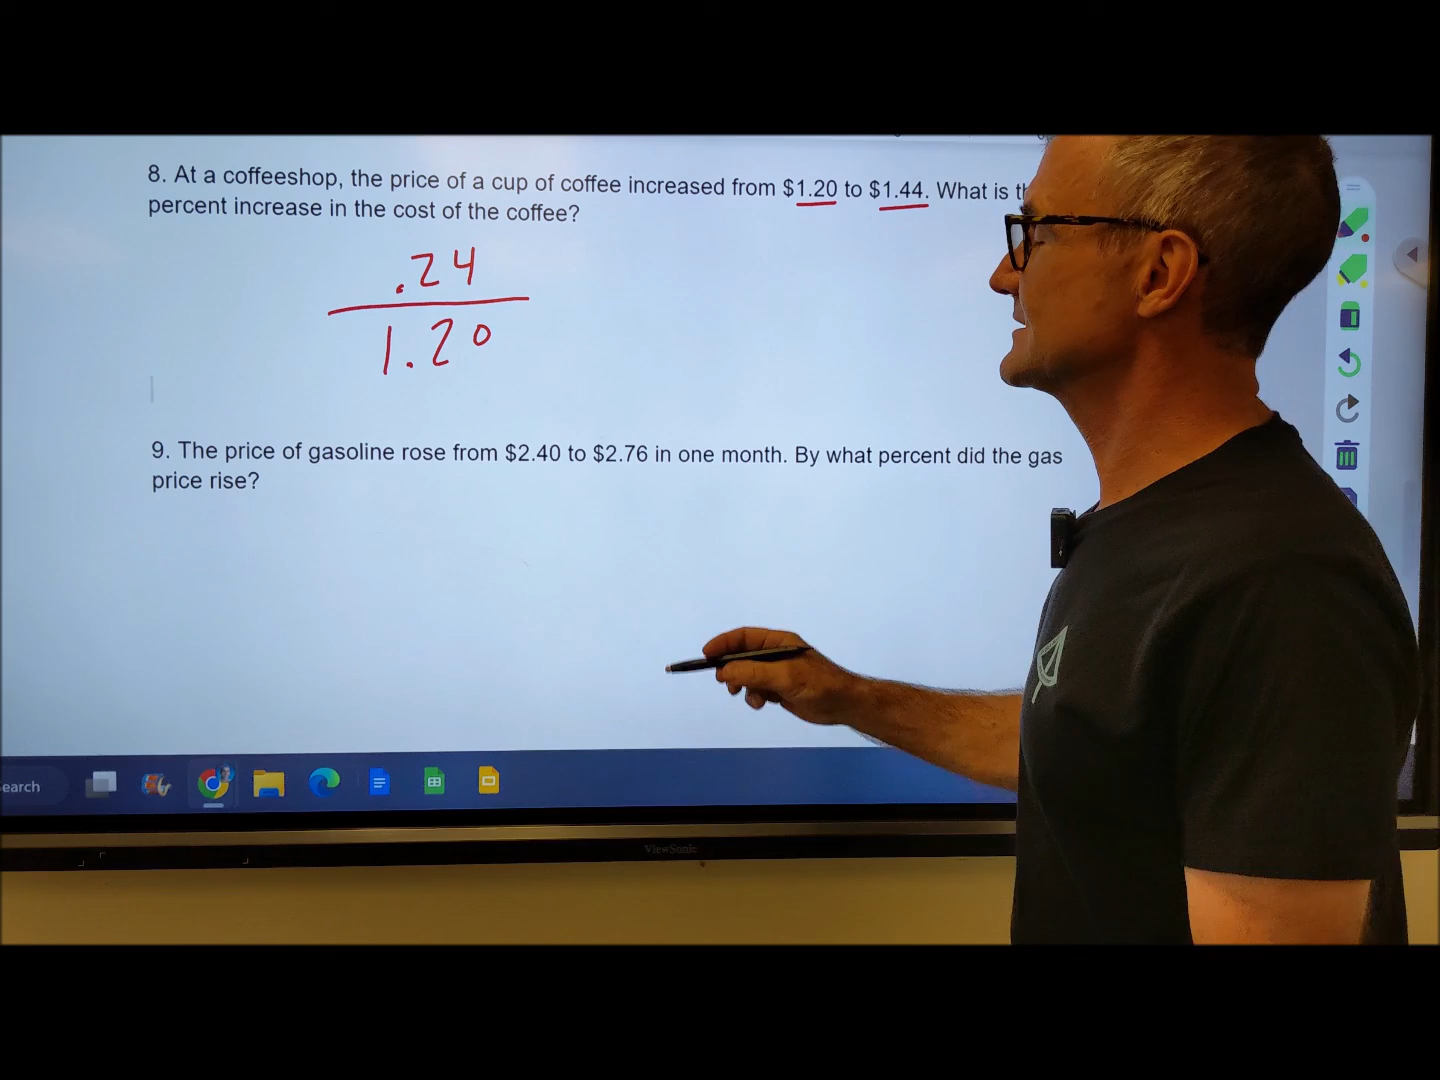 8. At a coffeeshop, the price of a cup of coffee increased from $1.20 to $1.44. What is
percent increase in the cost of the coffee?
.24
1.20
9. The price of gasoline rose from $2.40 to $2.76 in one month. By what percent did the gas
price rise?
earch
ViewSonic